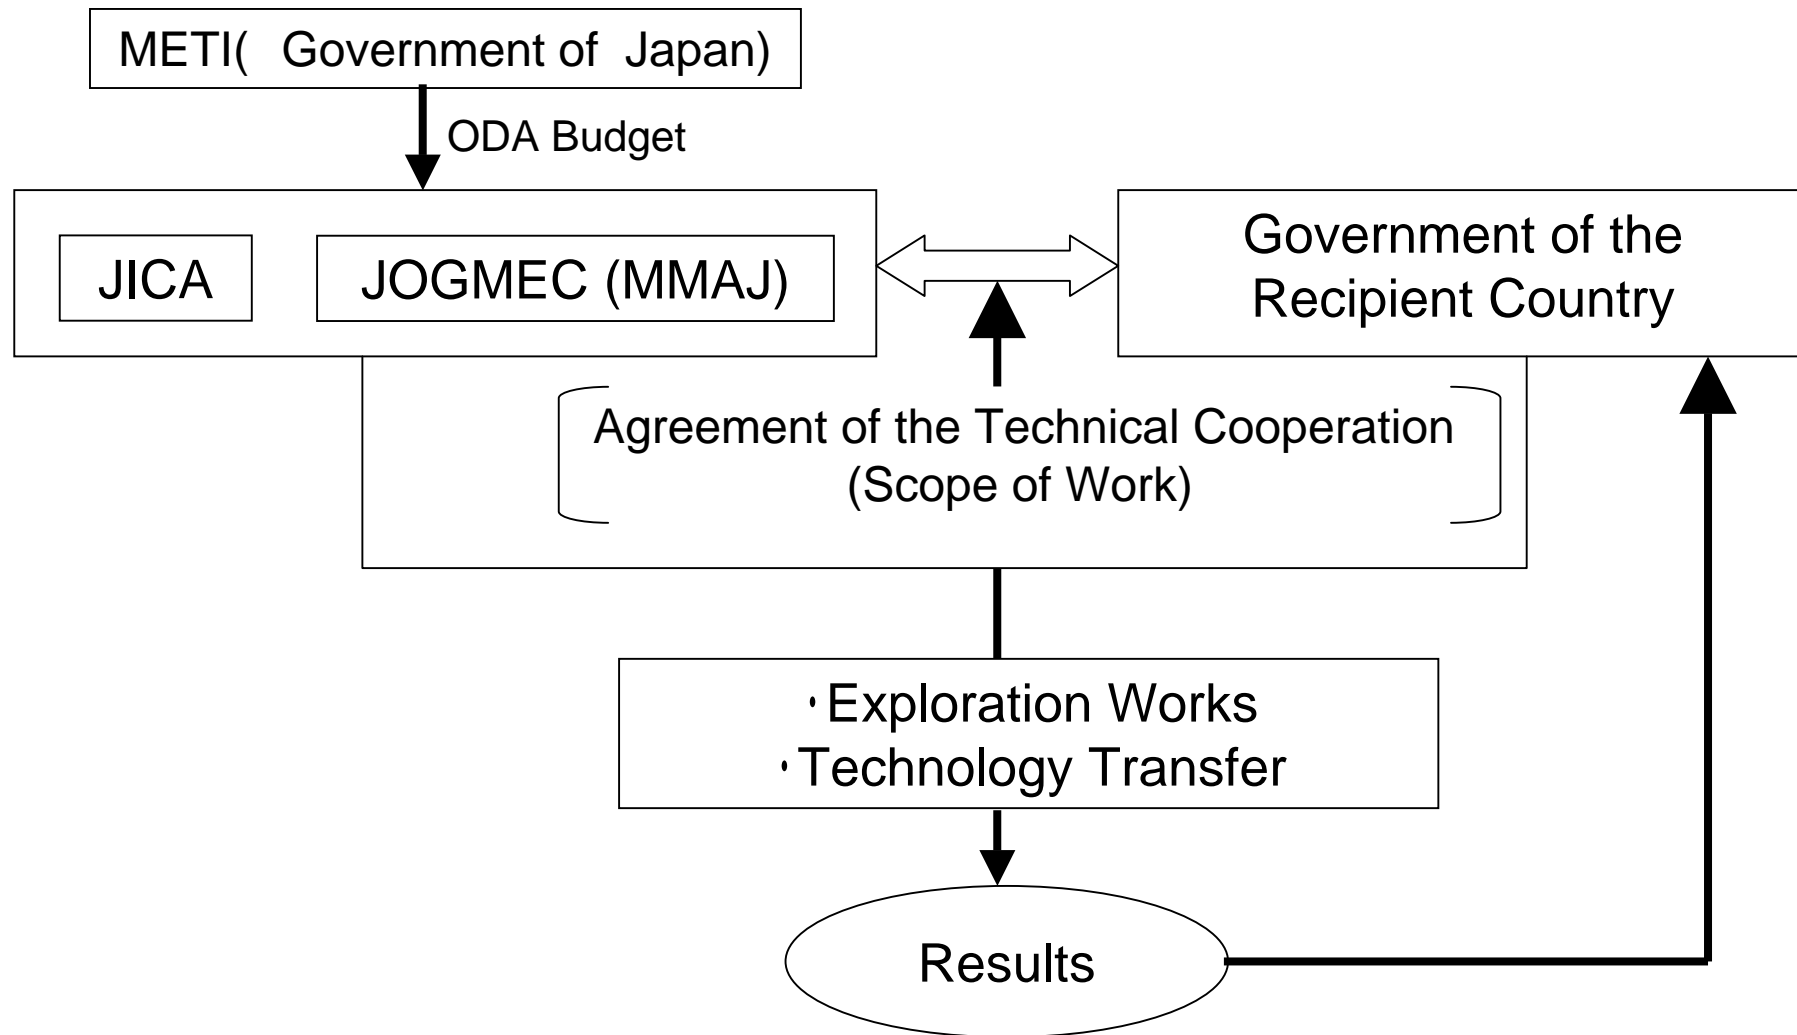 METI( Government of Japan)
ODA Budget
JICA
JOGMEC (MMAJ)
Government of the
Recipient Country
Agreement of the Technical Cooperation
(Scope of Work)
・Exploration Works
・Technology Transfer
Results